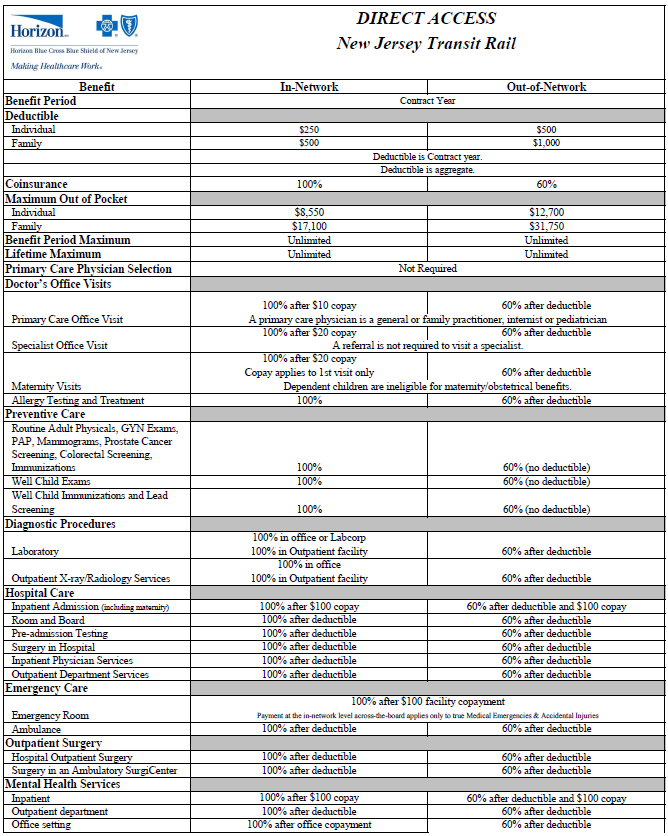 DIRECT ACCESS
Horizon
New Jersey Transit Rail
Horizon Blue Cross Blue Shield of New Jersey
Making Healthcare Work.
Benefit In-Network Out-of-Network
Benefit Period Contract Year
Deductible
Individual $250 $500
Family $500 $1,000
Deductible is Contract year.
Deductible is aggregate.
Coinsurance 100% 60%
Maximum Out of Pocket
Individual $8,550 $12,700
Family $17,100 $31,750
Benefit Period Maximum Unlimited Unlimited
Lifetime Maximum Unlimited Unlimited
Primary Care Physician Selection Not Required
Doctor's Office Visits
100% after $10 copay 60% after deductible
Primary Care Office Visit A primary care physician is a general or family practitioner, internist or pediatrician
100% after $20 copay 60% after deductible
Specialist Office Visit A referral is not required to visit a specialist.
100% after $20 copay
Copay applies to 1st visit only 60% after deductible
Maternity Visits Dependent children are ineligible for maternity/obstetrical benefits.
Allergy Testing and Treatment 100% 60% after deductible
Preventive Care
Routine Adult Physicals, GYN Exams,
PAP, Mammograms, Prostate Cancer
Screening, Colorectal Screening,
Immunizations 100% 60% (no deductible)
Well Child Exams 100% 60% (no deductible)
Well Child Immunizations and Lead
Screening 100% 60% (no deductible)
Diagnostic Procedures
100% in office or Labcorp
Laboratory 100% in Outpatient facility 60% after deductible
100% in office
Outpatient X-ray/Radiology Services 100% in Outpatient facility 60% after deductible
Hospital Care
Inpatient Admission (including maternity) 100% after $100 copay 60% after deductible and $100 copay
Room and Board 100% after deductible 60% after deductible
Pre-admission Testing 100% after deductible 60% after deductible
Surgery in Hospital 100% after deductible 60% after deductible
Inpatient Physician Services 100% after deductible 60% after deductible
Outpatient Department Services 100% after deductible 60% after deductible
Emergency Care
100% after $100 facility copayment
Emergency Room Payment at the in-network level across-the-board applies only to true Medical Emergencies & Accidental Injuries
Ambulance 100% after deductible 60% after deductible
Outpatient Surgery
Hospital Outpatient Surgery 100% after deductible 60% after deductible
Surgery in an Ambulatory SurgiCenter 100% after deductible 60% after deductible
Mental Health Services
Inpatient 100% after $100 copay 60% after deductible and $100 copay
Outpatient department 100% after deductible 60% after deductible
Office setting 100% after office copayment 60% after deductible